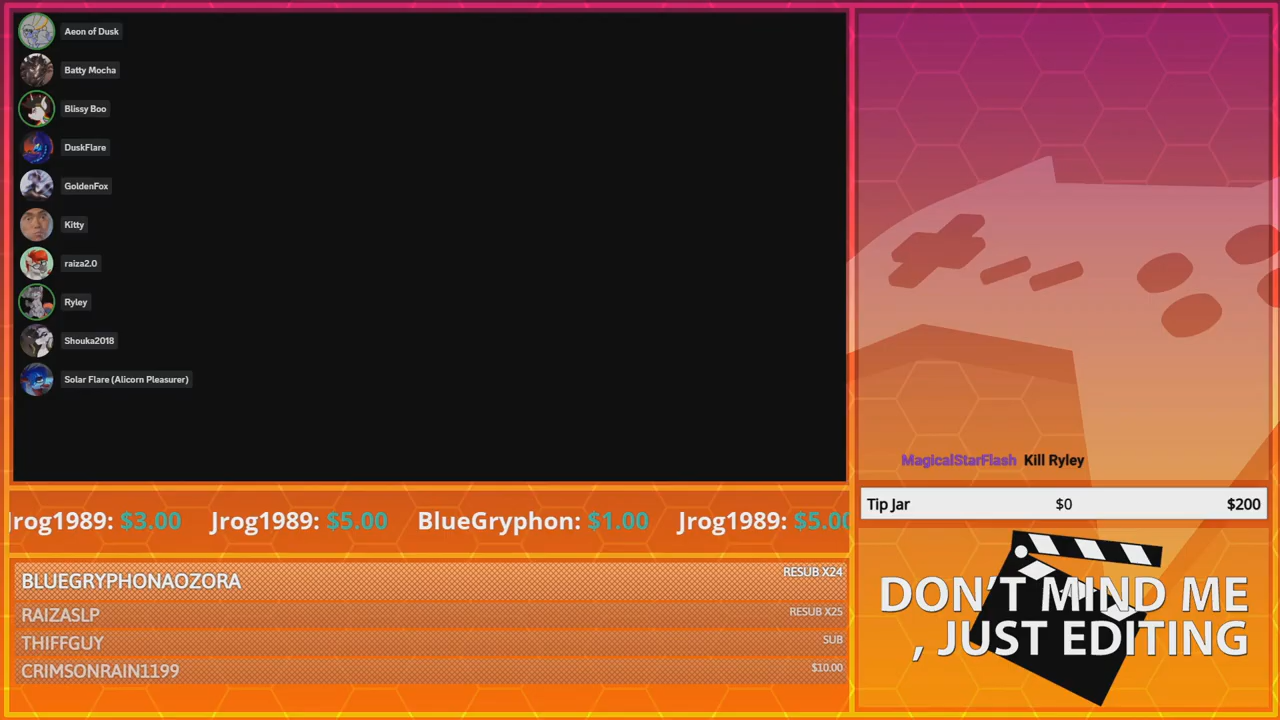 Aeon of Dusk
Batty Mocha
Blissy Boo
DuskFlare
GoldenFox
Kitty
raiza2.0
Ryley
Shouka2018
Solar Flare (Alicorn Pleasurer)
MagicalStarFlash Kill Ryley
Tip Jar $0 $200
Jrog1989: $3.00 Jrog1989: $5.00 BlueGryphon: $1.00 Jrog1989: $5.00
BLUEGRYPHONAOZORA RESUB X24
RAIZASLP RESUB X25
THIFFGUY SUB
CRIMSONRAIN1199 $10.00
DON'T MIND ME
, JUST EDITING